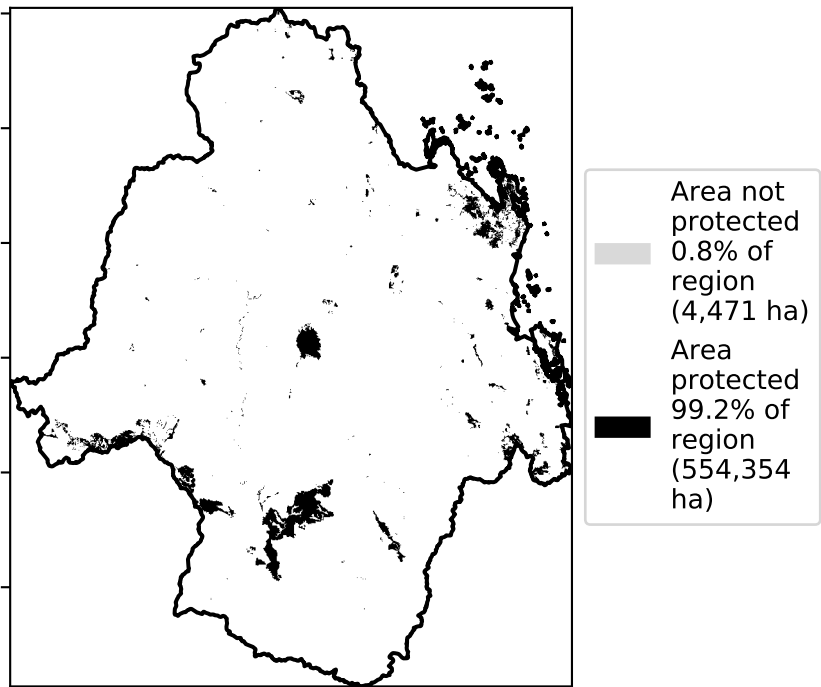 Area not
protected
0.8% of
region
(4,471 ha)
Area
protected
99.2% of
region
(554,354
ha)